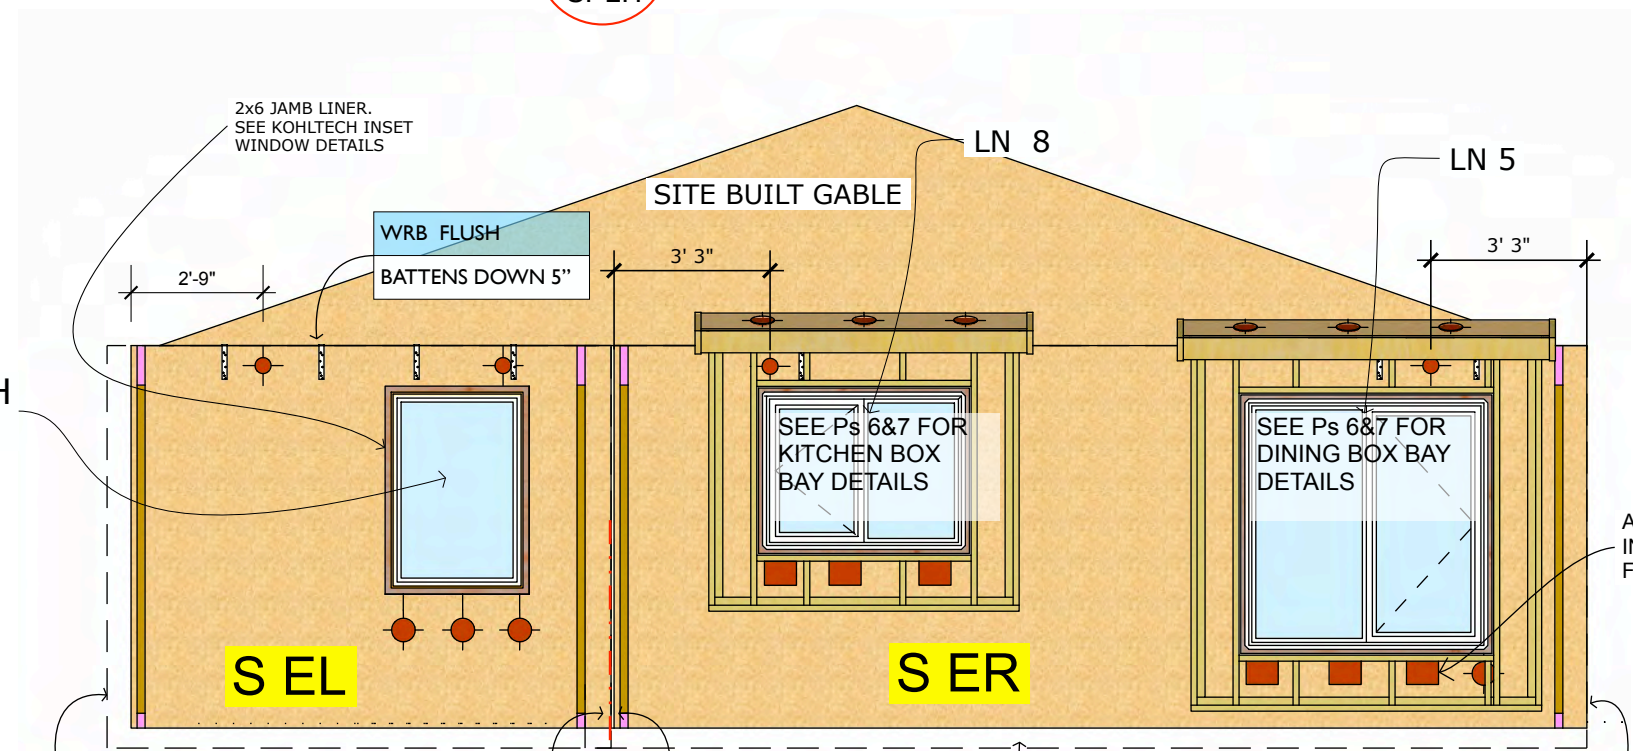 2x6 JAMB LINER.
SEE KOHLTECH INSET
WINDOW DETAILS
LN  8
LN 5
SITE BUILT GABLE
WRB  FLUSH
BATTENS DOWN 5”
2'-9"
3' 3"
3' 3"
H
SEE Ps 6&7 FOR
KITCHEN BOX
BAY DETAILS
SEE Ps 6&7 FOR
DINING BOX BAY
DETAILS
S EL
S ER